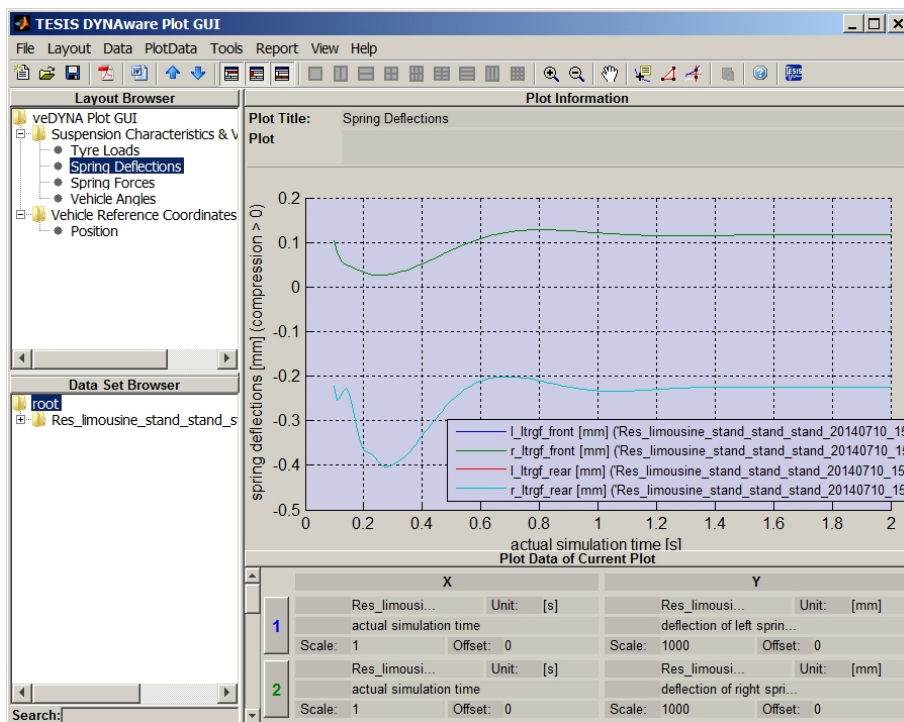 TESIS DYNAware Plot GUI
File Layout Data PlotData Tools Report View Help
Layout Browser
veDYNA Plot GUI
Suspension Characteristics & V
Tyre Loads
Spring Deflections
Spring Forces
Vehicle Angles
Vehicle Reference Coordinates
Position
Data Set Browser
root
Res_limousine_stand_stand_s
Search:
Plot Information
Plot Title: Spring Deflections
Plot
spring deflections [mm] (compression > 0)
0.2
0.1
0
-0.1
-0.2
-0.3
-0.4
-0.5
l_ltrgf_front [mm] ('Res_limousine_stand_stand_stand_20140710_15
r_ltrgf_front [mm] ('Res_limousine_stand_stand_stand_20140710_15
l_ltrgf_rear [mm] ('Res_limousine_stand_stand_stand_20140710_15
r_ltrgf_rear [mm] ('Res_limousine_stand_stand_stand_20140710_15
0 0.2 0.4 0.6 0.8 1 1.2 1.4 1.6 1.8 2
actual simulation time [s]
Plot Data of Current Plot
X Y
1
Res_limousi... Unit: [s] Res_limousi... Unit: [mm]
actual simulation time deflection of left sprin...
Scale: 1 Offset: 0 Scale: 1000 Offset: 0
2
Res_limousi... Unit: [s] Res_limousi... Unit: [mm]
actual simulation time deflection of right spri...
Scale: 1 Offset: 0 Scale: 1000 Offset: 0